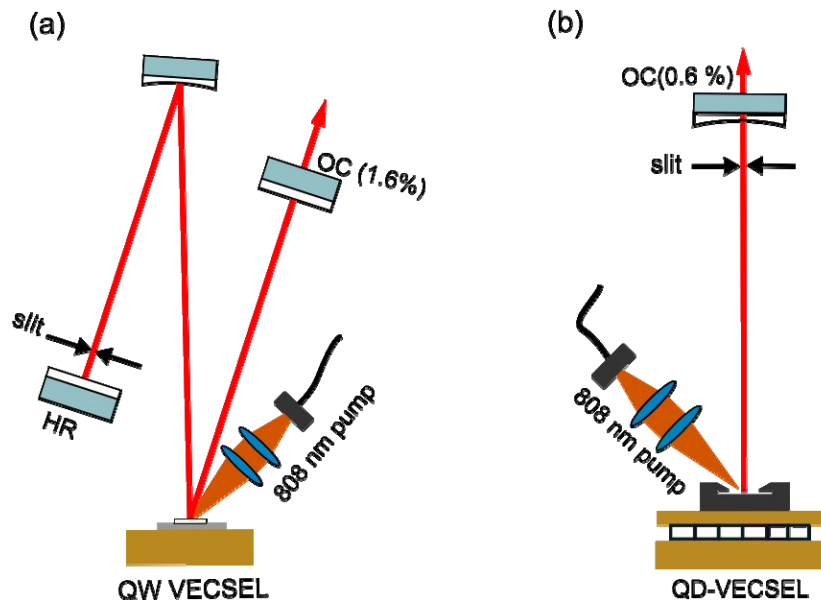 (a)
OC (1.6%)
slit
HR
808 nm pump
QW VECSEL
(b)
OC(0.6 %)
slit
808 nm pump
QD-VECSEL